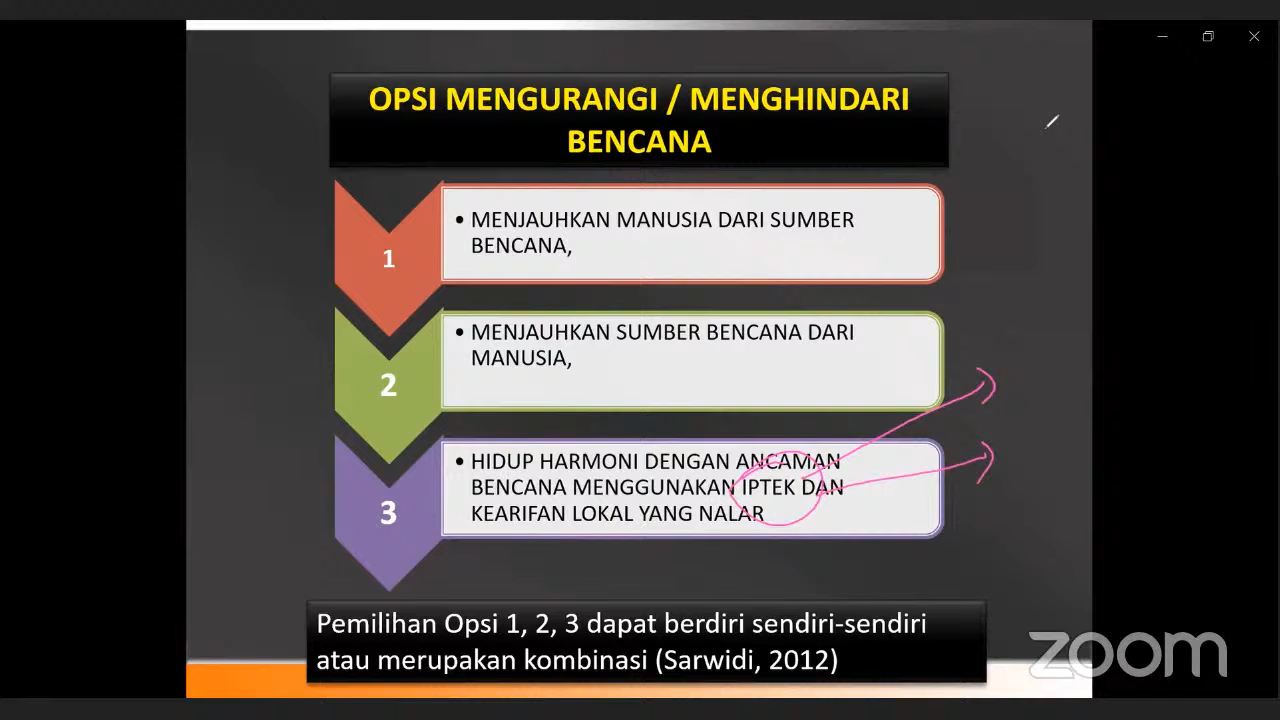 OPSI MENGURANGI / MENGHINDARI
BENCANA
1
• MENJAUHKAN MANUSIA DARI SUMBER
BENCANA,
2
• MENJAUHKAN SUMBER BENCANA DARI
MANUSIA,
3
• HIDUP HARMONI DENGAN ANCAMAN
BENCANA MENGGUNAKAN IPTEK DAN
KEARIFAN LOKAL YANG NALAR
Pemilihan Opsi 1, 2, 3 dapat berdiri sendiri-sendiri
atau merupakan kombinasi (Sarwidi, 2012)
zoom